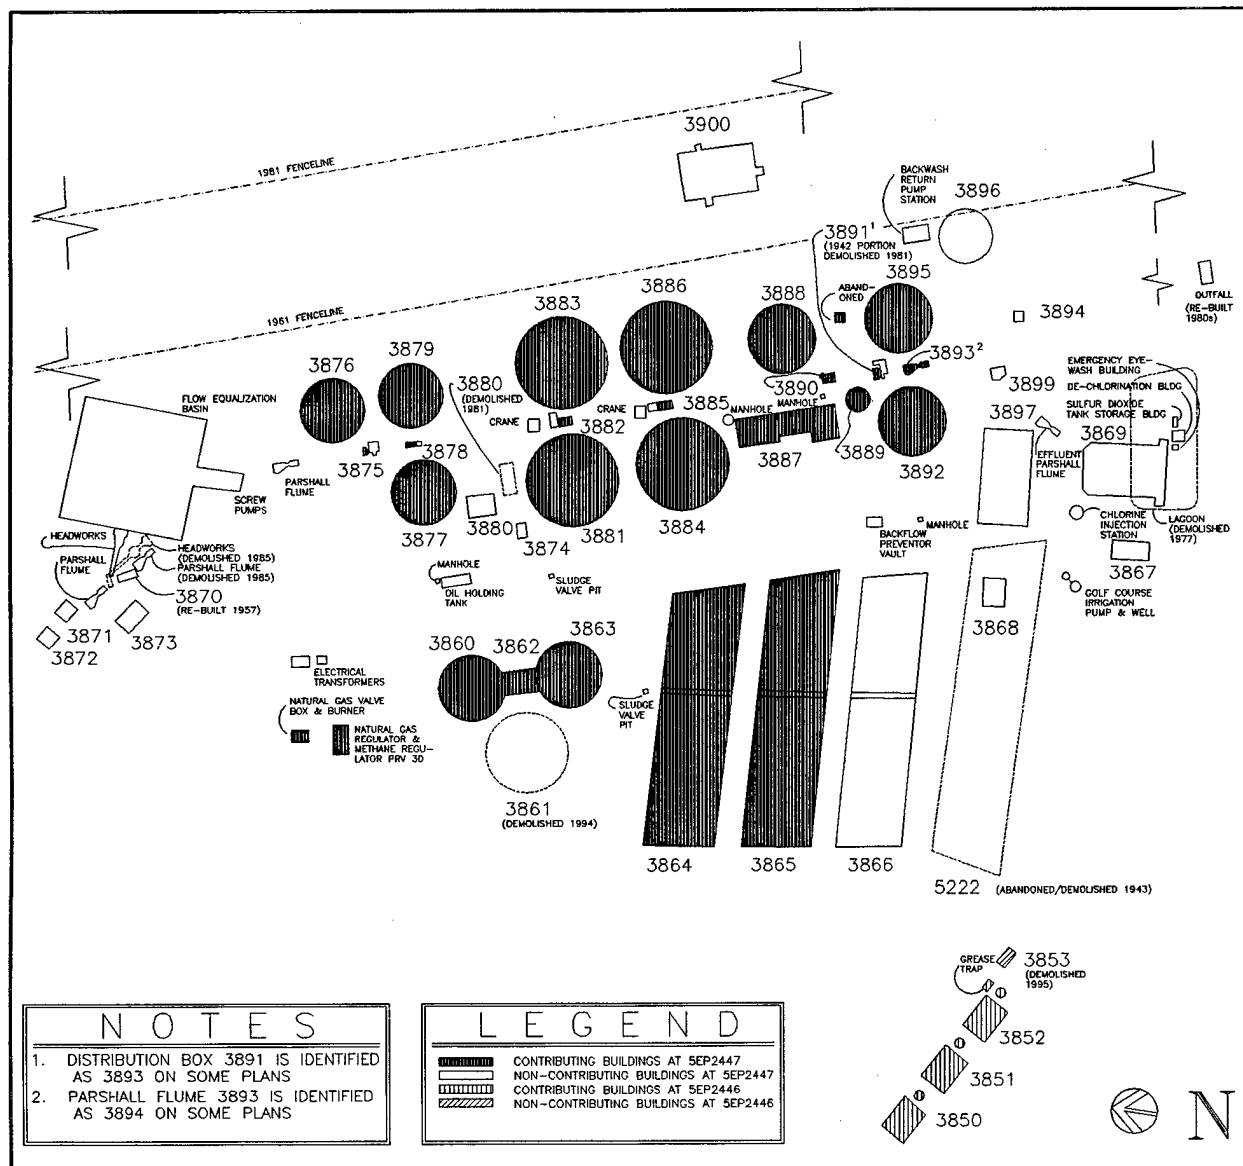 3900
1981 FENCELINE
BACKWASH
RETURN
PUMP
STATION
3896
3891¹
(1942 PORTION
DEMOLISHED 1981)
3895
1961 FENCELINE
3883
3886
3888
ABAND-
ONED
OUTFALL
(RE-BUILT
1980s)
3894
3876
3879
3880
(DEMOLISHED
1981)
3893²
EMERGENCY EYE-
WASH BUILDING
DE-CHLORINATION BLDG
SULFUR DIOXIDE
TANK STORAGE BLDG
FLOW EQUALIZATION
BASIN
CRANE
CRANE
3885
MANHOLE
MANHOLE
3890
3899
3897
3869
3882
3875
3878
3887
3889
3892
EFFLUENT
PARSHALL
FLUME
PARSHALL
FLUME
SCREW
PUMPS
3877
3880
3874
3881
3884
BACKFLOW
PREVENTOR
VAULT
MANHOLE
CHLORINE
INJECTION
STATION
LAGOON
(DEMOLISHED
1977)
HEADWORKS
HEADWORKS
(DEMOLISHED 1985)
PARSHALL FLUME
(DEMOLISHED 1985)
PARSHALL
FLUME
3870
(RE-BUILT 1957)
MANHOLE
OIL HOLDING
TANK
SLUDGE
VALVE PIT
3867
GOLF COURSE
IRRIGATION
PUMP & WELL
3868
3871
3872
3873
3860
3862
3863
ELECTRICAL
TRANSFORMERS
NATURAL GAS VALVE
BOX & BURNER
NATURAL GAS
REGULATOR &
METHANE REGU-
LATOR PRV 3D
SLUDGE
VALVE
PIT
3861
(DEMOLISHED 1994)
3864
3865
3866
5222 (ABANDONED/DEMOLISHED 1943)
GREASE
TRAP
3853
(DEMOLISHED
1995)
3852
3851
3850
N
NOTES
1. DISTRIBUTION BOX 3891 IS IDENTIFIED
AS 3893 ON SOME PLANS
2. PARSHALL FLUME 3893 IS IDENTIFIED
AS 3894 ON SOME PLANS
LEGEND
CONTRIBUTING BUILDINGS AT 5EP2447
NON-CONTRIBUTING BUILDINGS AT 5EP2447
CONTRIBUTING BUILDINGS AT 5EP2446
NON-CONTRIBUTING BUILDINGS AT 5EP2446